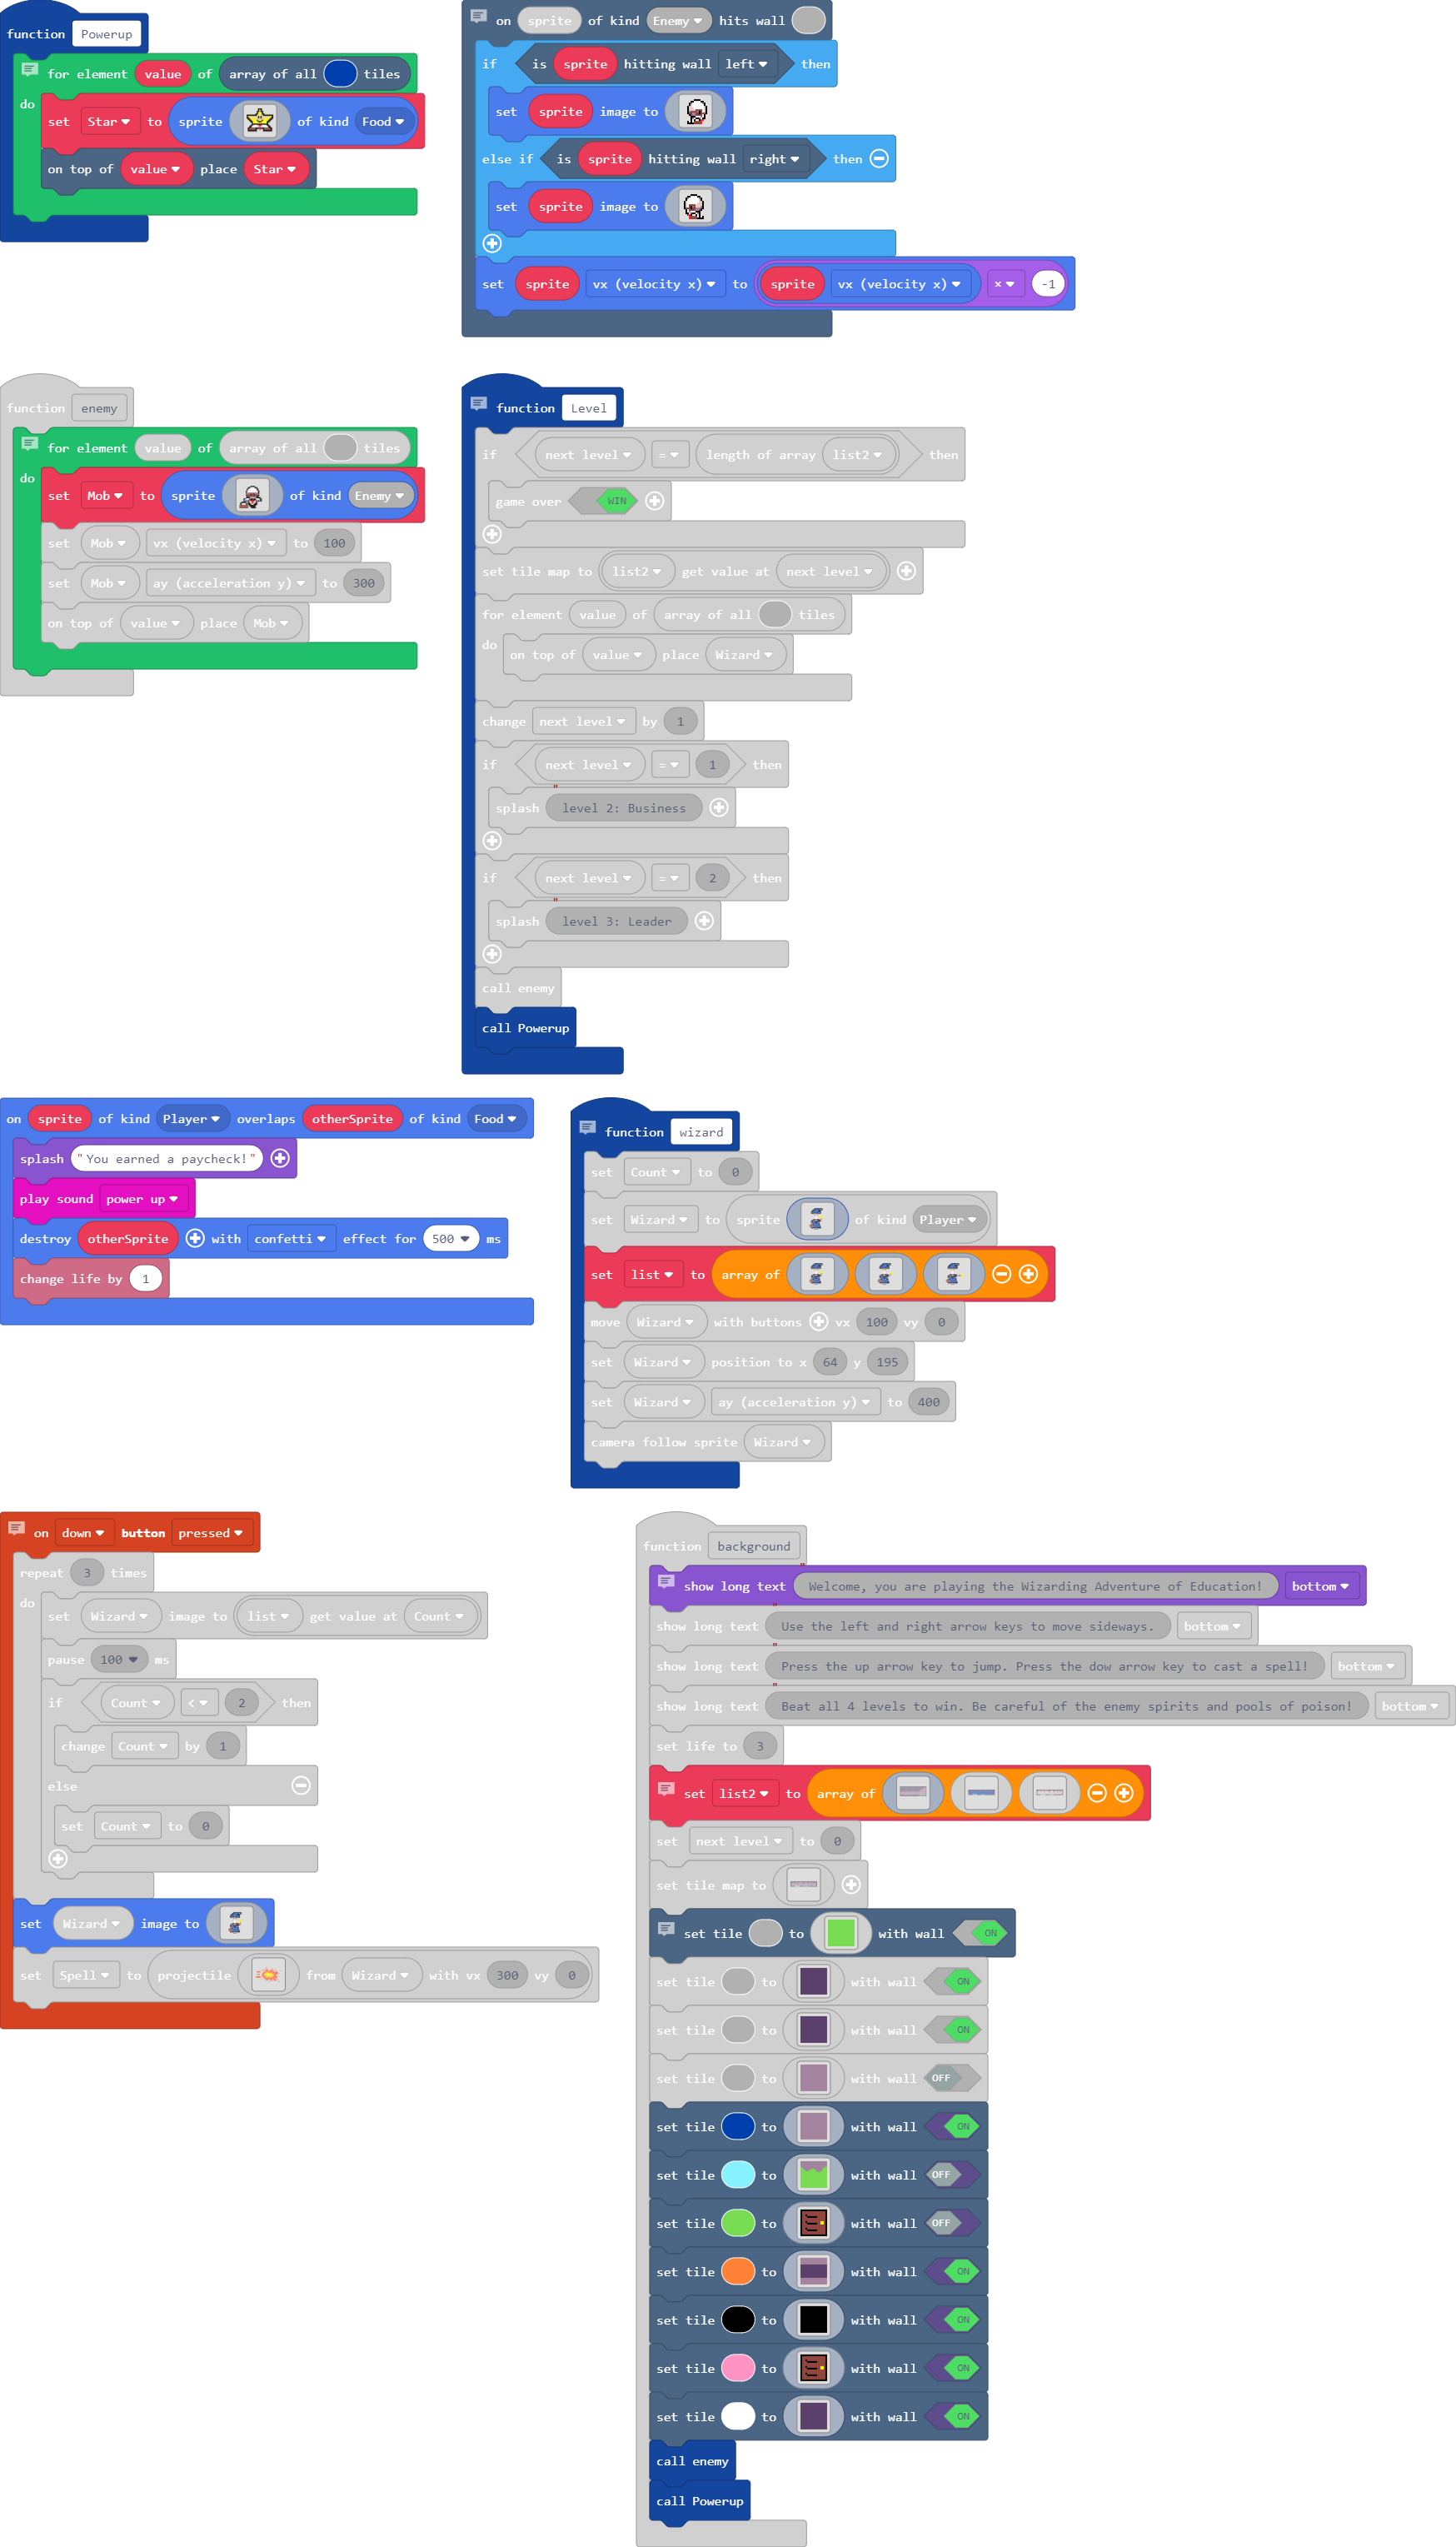 function Powerup
for element value of array of all tiles
do
set Star to sprite of kind Food
on top of value place Star
on sprite of kind Enemy hits wall
if is sprite hitting wall left then
set sprite image to
else if is sprite hitting wall right then
set sprite image to
set sprite vx (velocity x) to sprite vx (velocity x) × -1
function enemy
for element value of array of all tiles
do
set Mob to sprite of kind Enemy
set Mob vx (velocity x) to 100
set Mob ay (acceleration y) to 300
on top of value place Mob
function Level
if next level = length of array list2 then
game over WIN
set tile map to list2 get value at next level
for element value of array of all tiles
do
on top of value place Wizard
change next level by 1
if next level = 1 then
splash "level 2: Business
if next level = 2 then
splash "level 3: Leader
call enemy
call Powerup
on sprite of kind Player overlaps otherSprite of kind Food
splash "You earned a paycheck!"
play sound power up
destroy otherSprite with confetti effect for 500 ms
change life by 1
function wizard
set Count to 0
set Wizard to sprite of kind Player
set list to array of
move Wizard with buttons vx 100 vy 0
set Wizard position to x 64 y 195
set Wizard ay (acceleration y) to 400
camera follow sprite Wizard
on down button pressed
repeat 3 times
do
set Wizard image to list get value at Count
pause 100 ms
if Count < 2 then
change Count by 1
else
set Count to 0
set Wizard image to
set Spell to projectile from Wizard with vx 300 vy 0
function background
show long text "Welcome, you are playing the Wizarding Adventure of Education! bottom
show long text "Use the left and right arrow keys to move sideways. bottom
show long text "Press the up arrow key to jump. Press the dow arrow key to cast a spell! bottom
show long text "Beat all 4 levels to win. Be careful of the enemy spirits and pools of poison! bottom
set life to 3
set list2 to array of
set next level to 0
set tile map to
set tile to with wall ON
set tile to with wall ON
set tile to with wall ON
set tile to with wall OFF
set tile to with wall ON
set tile to with wall OFF
set tile to with wall OFF
set tile to with wall ON
set tile to with wall ON
set tile to with wall ON
set tile to with wall ON
call enemy
call Powerup